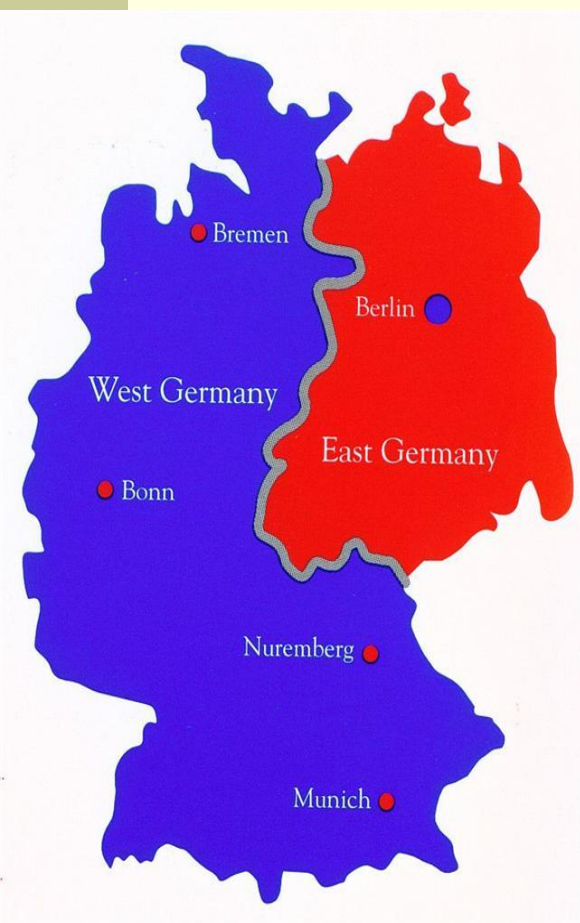 Bremen
Berlin
West Germany
East Germany
Bonn
Nuremberg
Munich